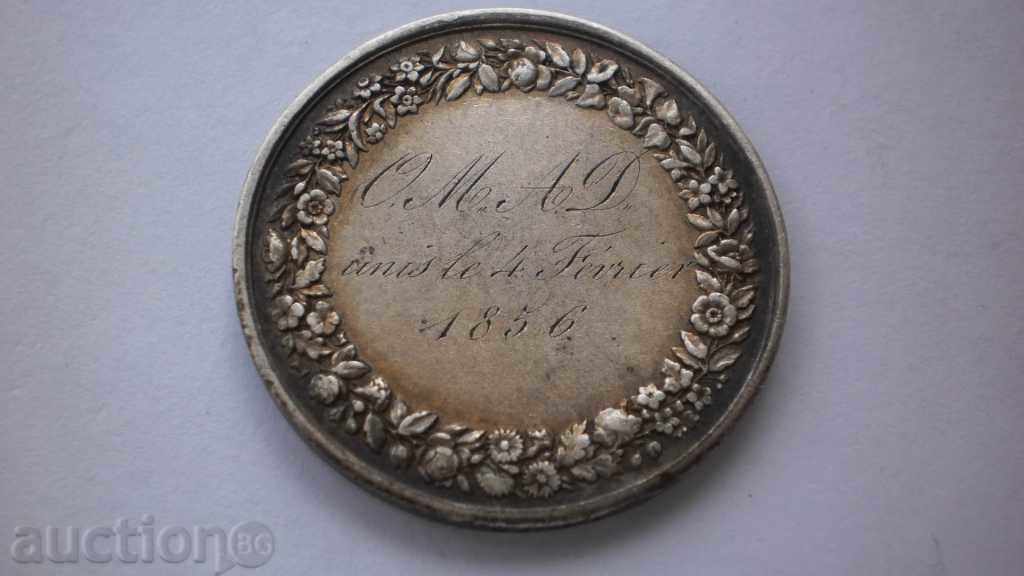 C. M. A. D.
unis le 4 Février
1856
auction BG